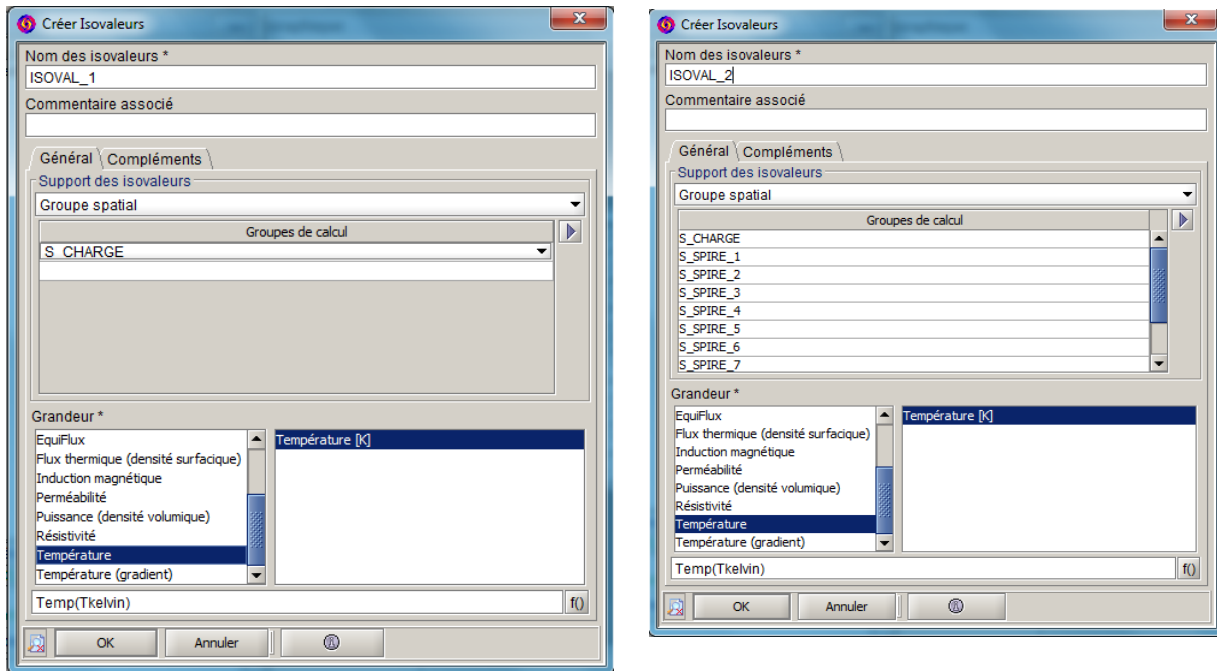 Créer Isovaleurs
Nom des isovaleurs *
ISOVAL_1
Commentaire associé
Général
Compléments
Support des isovaleurs
Groupe spatial
Groupes de calcul
S_CHARGE
Grandeur *
EquiFlux
Flux thermique (densité surfacique)
Induction magnétique
Perméabilité
Puissance (densité volumique)
Résistivité
Température
Température (gradient)
Température [K]
Temp(Tkelvin)
f()
OK
Annuler
Créer Isovaleurs
Nom des isovaleurs *
ISOVAL_2
Commentaire associé
Général
Compléments
Support des isovaleurs
Groupe spatial
Groupes de calcul
S_CHARGE
S_SPIRE_1
S_SPIRE_2
S_SPIRE_3
S_SPIRE_4
S_SPIRE_5
S_SPIRE_6
S_SPIRE_7
Grandeur *
EquiFlux
Flux thermique (densité surfacique)
Induction magnétique
Perméabilité
Puissance (densité volumique)
Résistivité
Température
Température (gradient)
Température [K]
Temp(Tkelvin)
f()
OK
Annuler